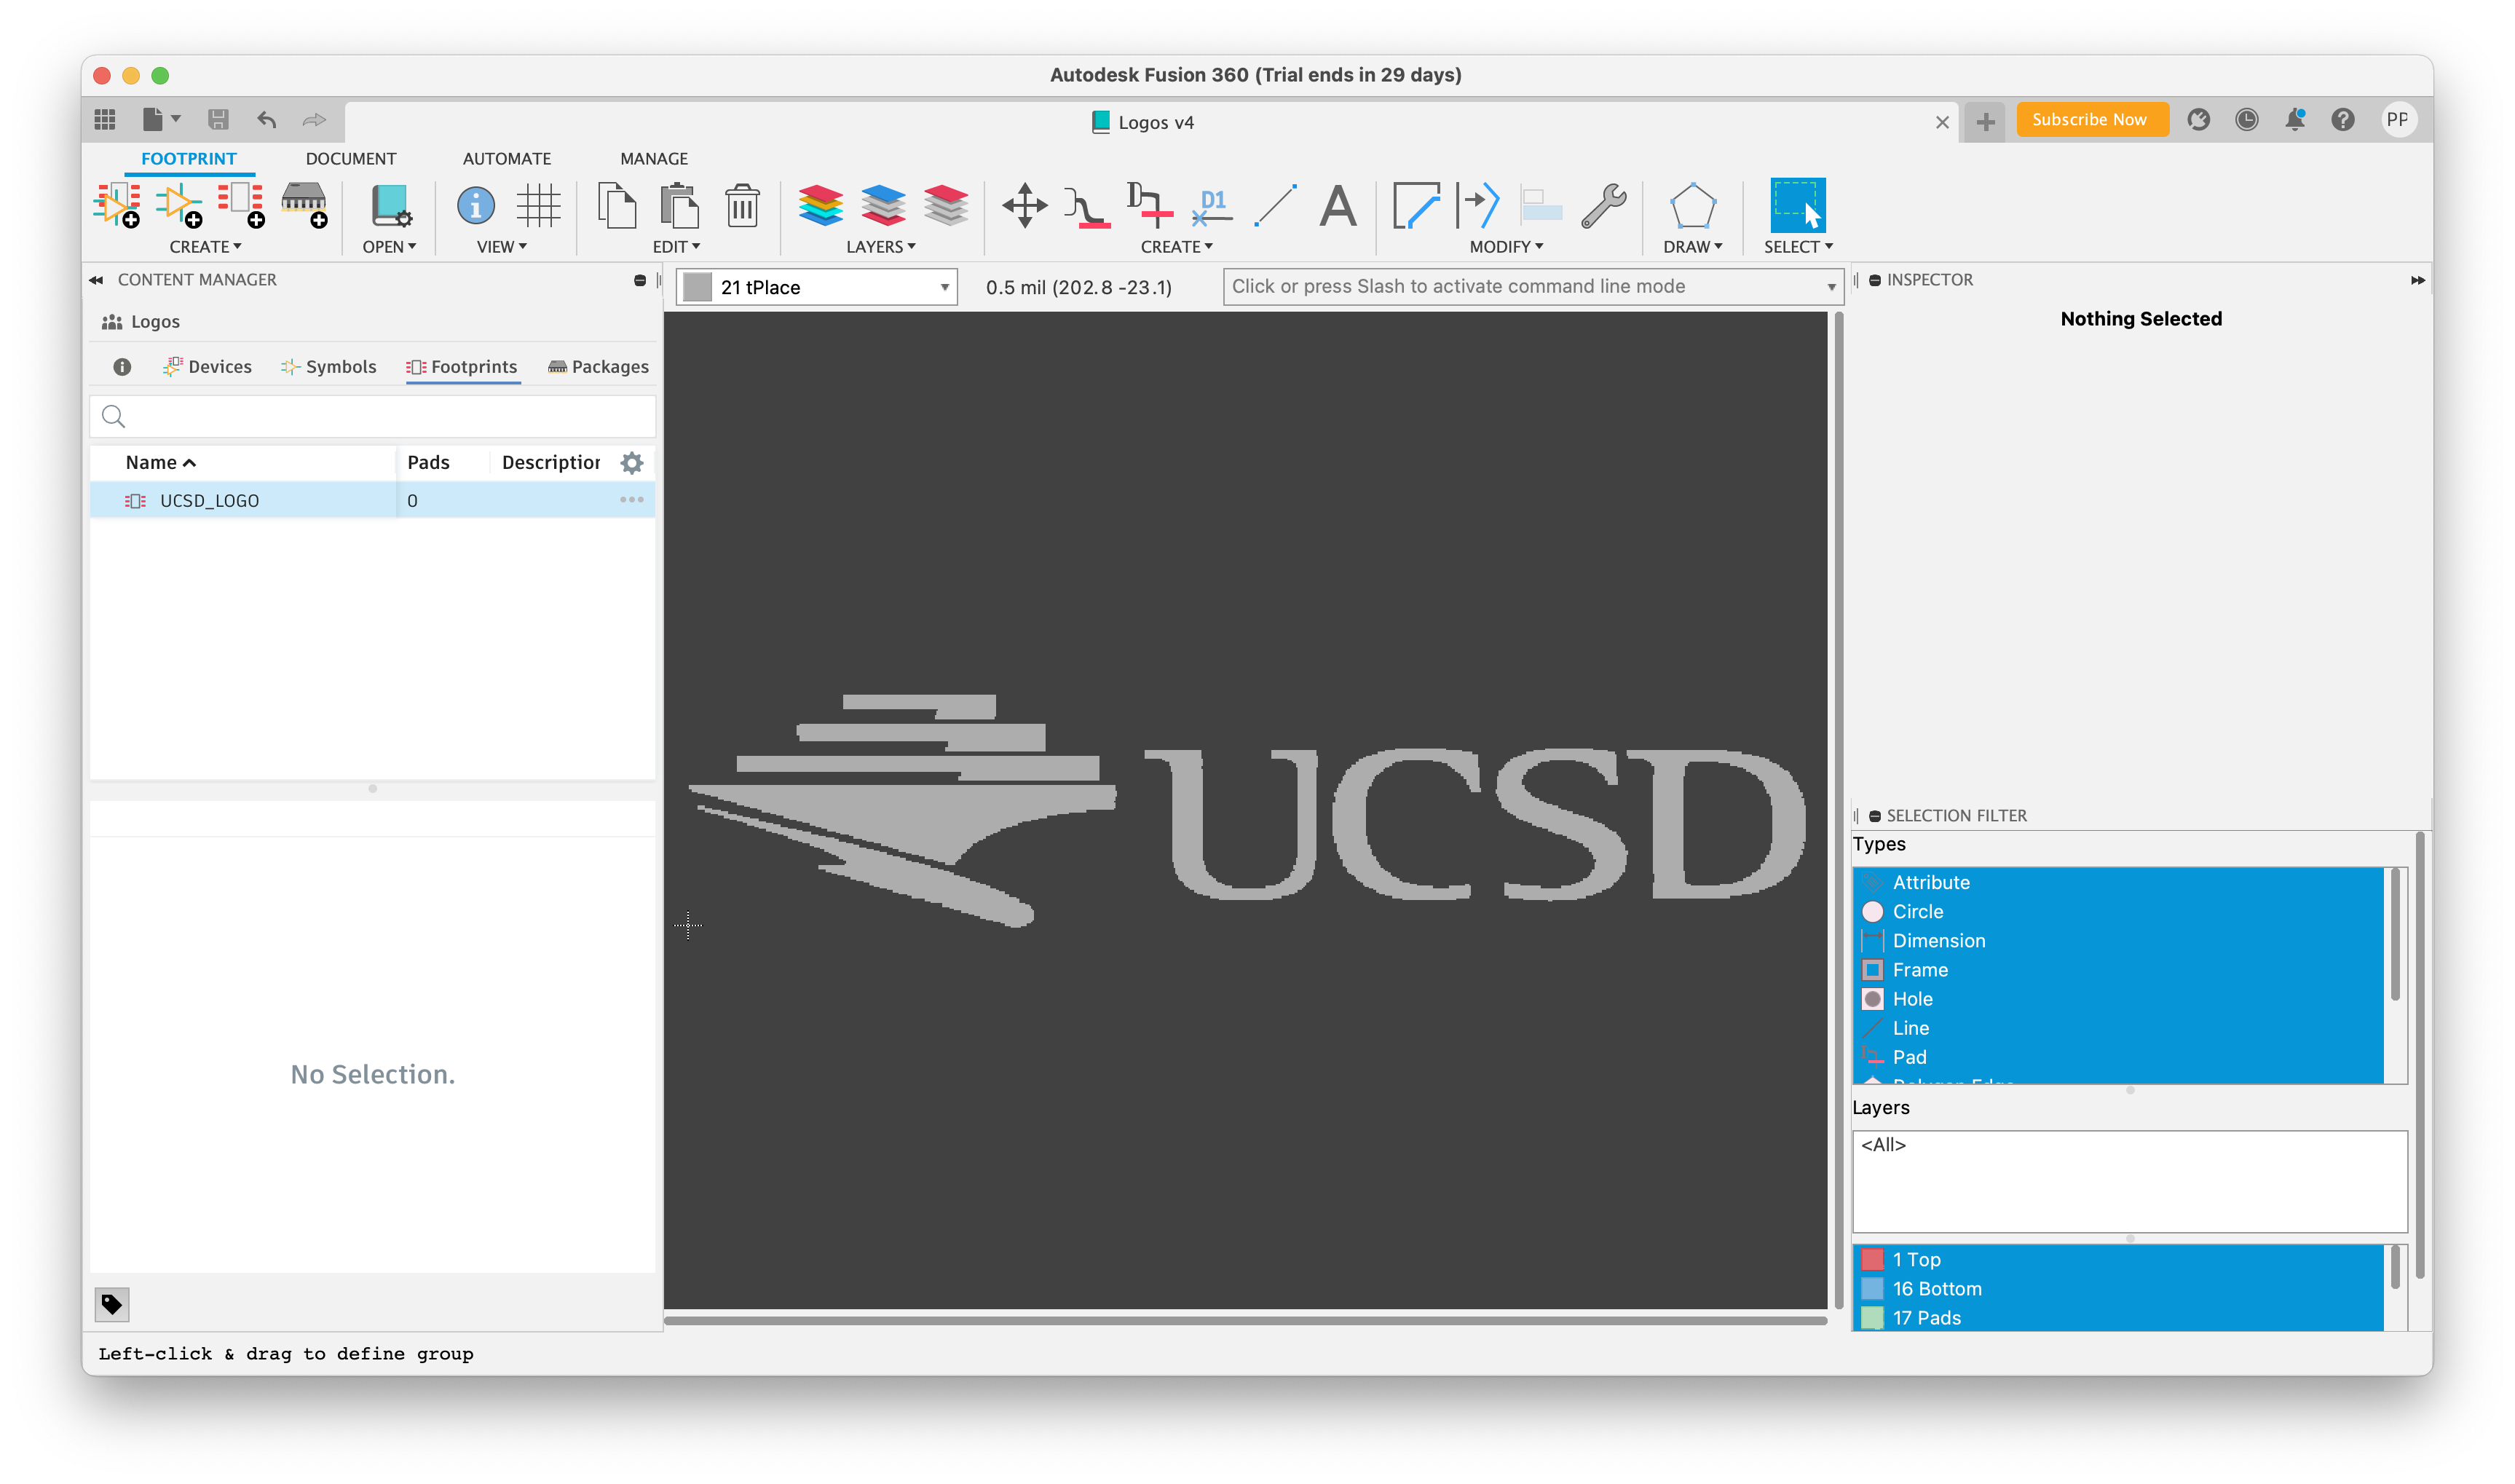 Autodesk Fusion 360 (Trial ends in 29 days)
Logos v4
Subscribe Now
PP
FOOTPRINT DOCUMENT AUTOMATE MANAGE
D D1 A
CREATE OPEN VIEW EDIT LAYERS CREATE MODIFY DRAW SELECT
CONTENT MANAGER
Logos
Devices Symbols Footprints Packages
Name Pads Description
UCSD_LOGO 0
No Selection.
21 tPlace 0.5 mil (202.8 -23.1) Click or press Slash to activate command line mode
UCSD
INSPECTOR
Nothing Selected
SELECTION FILTER
Types
Attribute
Circle
Dimension
Frame
Hole
Line
Pad
Polygon Edge
Layers
<All>
1 Top
16 Bottom
17 Pads
Left-click & drag to define group